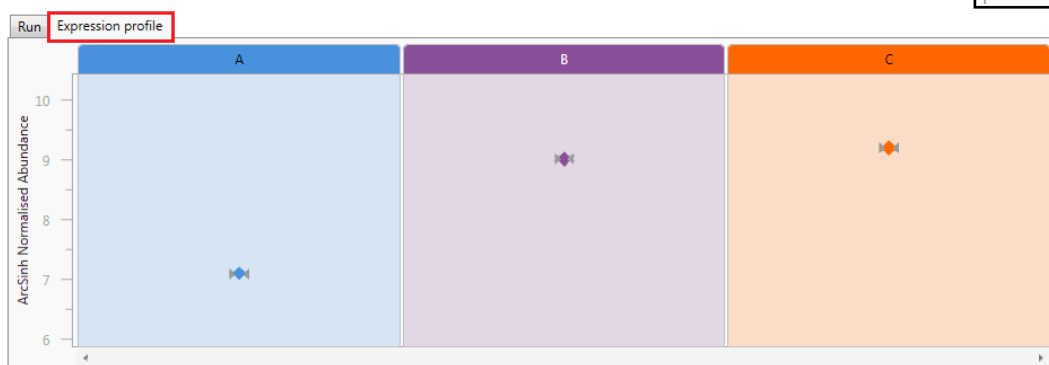 Run Expression profile
A B C
ArcSinh Normalised Abundance
10
9
8
7
6